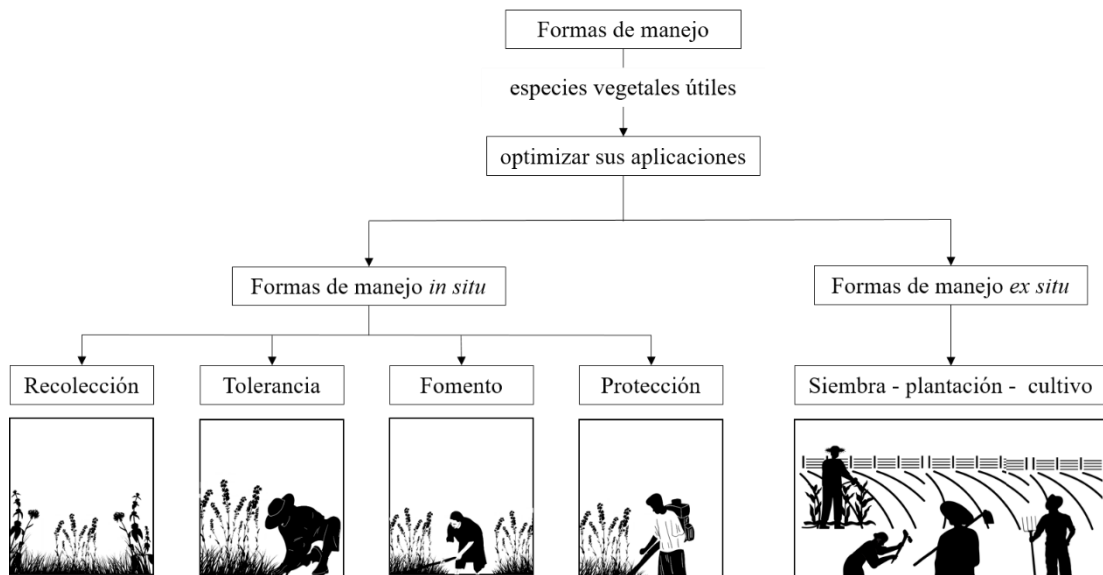 Formas de manejo
especies vegetales útiles
optimizar sus aplicaciones
Formas de manejo in situ
Formas de manejo ex situ
Recolección
Tolerancia
Fomento
Protección
Siembra - plantación - cultivo